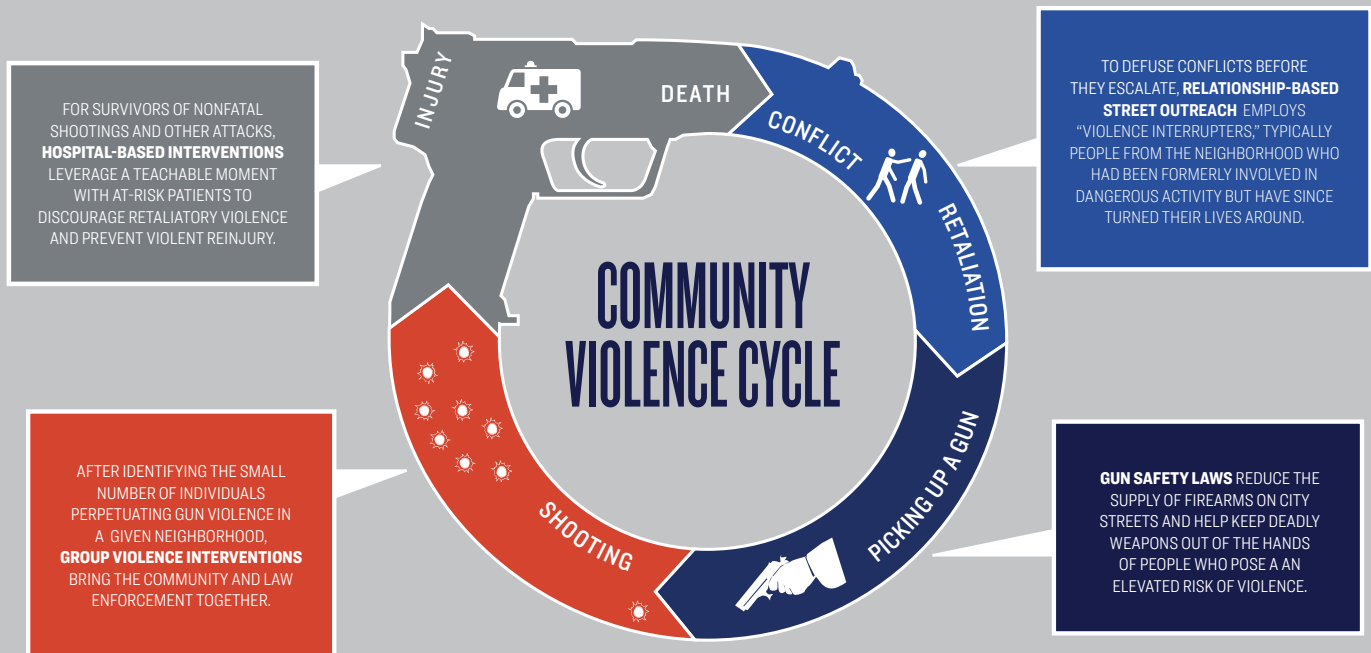 INJURY
DEATH
CONFLICT
RETALIATION
PICKING UP A GUN
SHOOTING
COMMUNITY
VIOLENCE CYCLE
FOR SURVIVORS OF NONFATAL
SHOOTINGS AND OTHER ATTACKS,
HOSPITAL-BASED INTERVENTIONS
LEVERAGE A TEACHABLE MOMENT
WITH AT-RISK PATIENTS TO
DISCOURAGE RETALIATORY VIOLENCE
AND PREVENT VIOLENT REINJURY.
TO DEFUSE CONFLICTS BEFORE
THEY ESCALATE, RELATIONSHIP-BASED
STREET OUTREACH EMPLOYS
“VIOLENCE INTERRUPTERS,” TYPICALLY
PEOPLE FROM THE NEIGHBORHOOD WHO
HAD BEEN FORMERLY INVOLVED IN
DANGEROUS ACTIVITY BUT HAVE SINCE
TURNED THEIR LIVES AROUND.
GUN SAFETY LAWS REDUCE THE
SUPPLY OF FIREARMS ON CITY
STREETS AND HELP KEEP DEADLY
WEAPONS OUT OF THE HANDS
OF PEOPLE WHO POSE A AN
ELEVATED RISK OF VIOLENCE.
AFTER IDENTIFYING THE SMALL
NUMBER OF INDIVIDUALS
PERPETUATING GUN VIOLENCE IN
A GIVEN NEIGHBORHOOD,
GROUP VIOLENCE INTERVENTIONS
BRING THE COMMUNITY AND LAW
ENFORCEMENT TOGETHER.